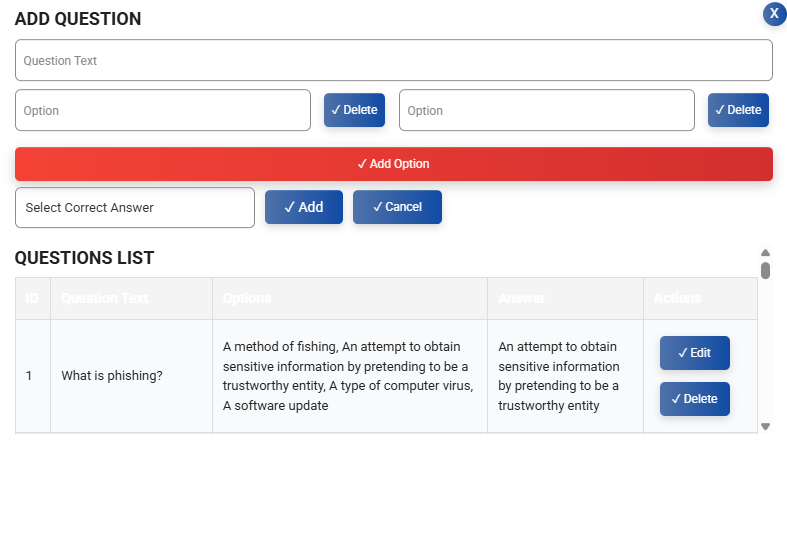 ADD QUESTION
X
Question Text
Option
✓ Delete
Option
✓ Delete
✓ Add Option
Select Correct Answer
✓ Add
✓ Cancel
QUESTIONS LIST
ID
Question Text
Options
Answer
Actions
1
What is phishing?
A method of fishing, An attempt to obtain
sensitive information by pretending to be a
trustworthy entity, A type of computer virus,
A software update
An attempt to obtain
sensitive information
by pretending to be a
trustworthy entity
✓ Edit
✓ Delete